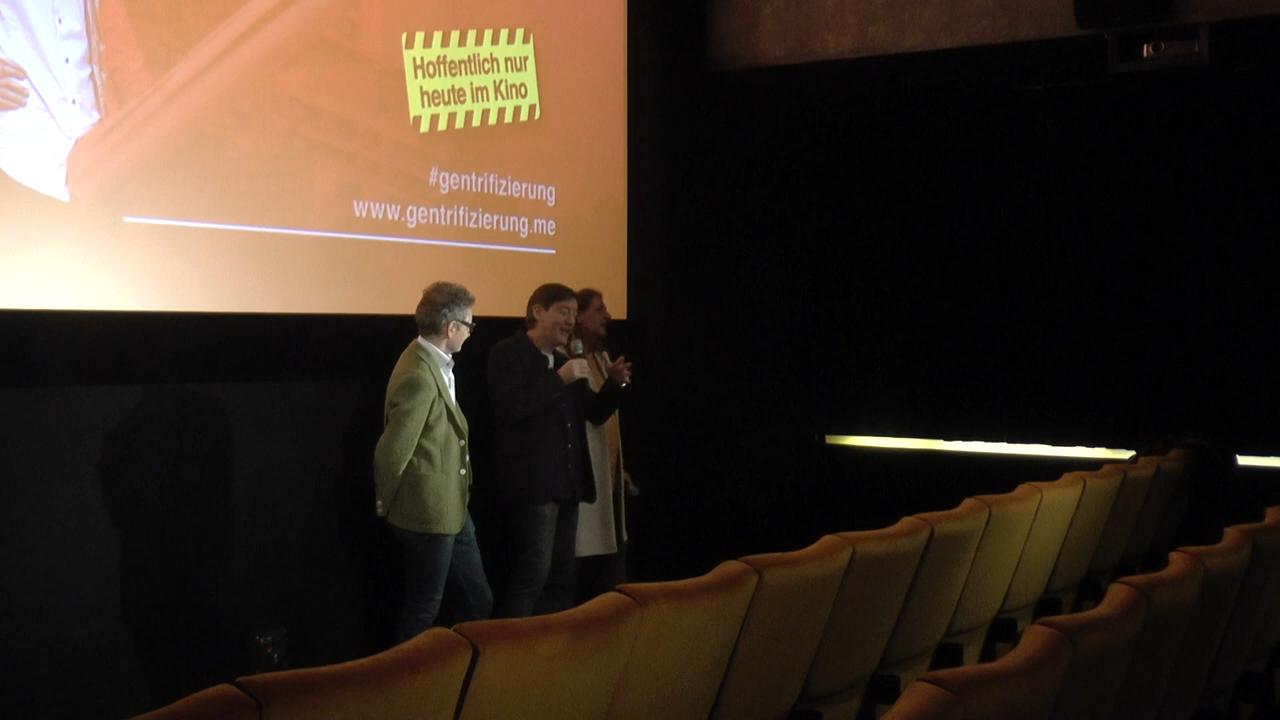 Hoffentlich nur
heute im Kino
#gentrifizierung
www.gentrifizierung.me